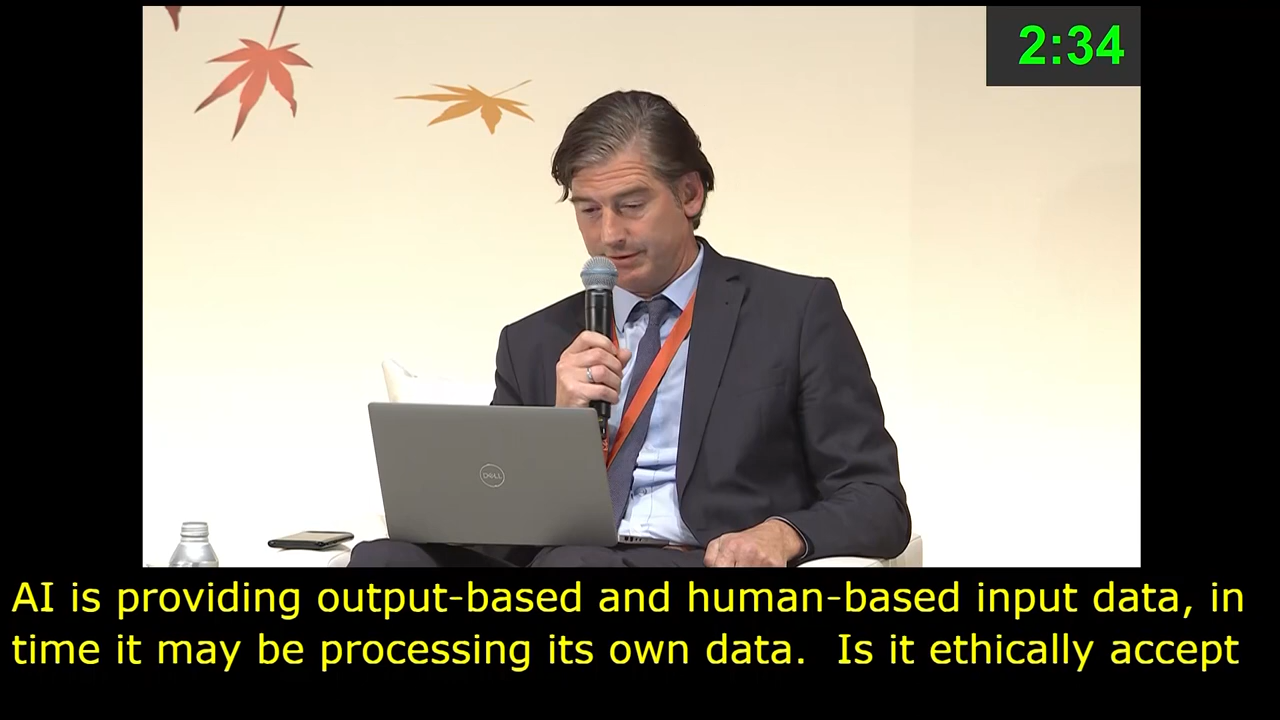 2:34
DELL
AI is providing output-based and human-based input data, in
time it may be processing its own data.  Is it ethically accept